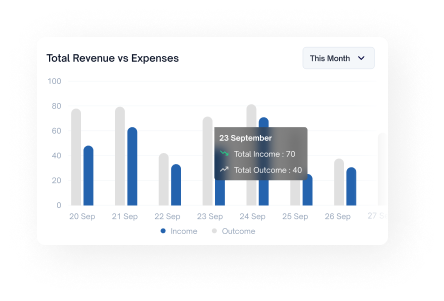 Total Revenue vs Expenses
This Month
100
80
60
40
20
0
23 September
Total Income : 70
Total Outcome : 40
20 Sep
21 Sep
22 Sep
23 Sep
24 Sep
25 Sep
26 Sep
27 S
Income
Outcome